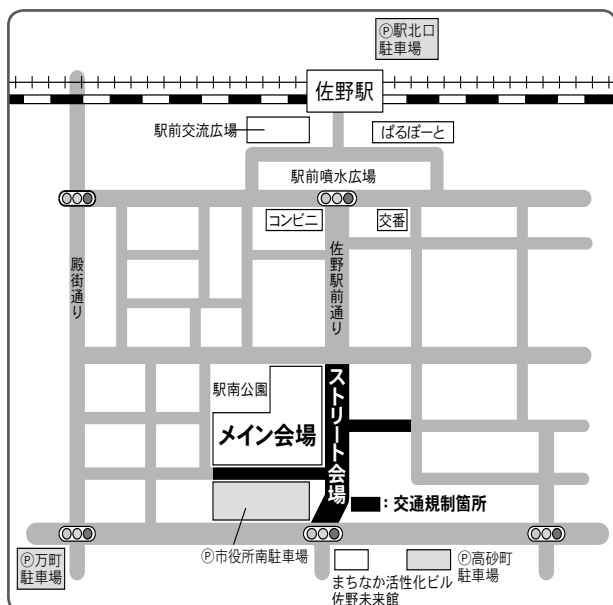 Ⓟ駅北口
駐車場
佐野駅
駅前交流広場
ぱるぽーと
駅前噴水広場
コンビニ
交番
殿街通り
佐野駅前通り
駅南公園
メイン会場
ストリート会場
:交通規制箇所
Ⓟ万町
駐車場
Ⓟ市役所南駐車場
まちなか活性化ビル
佐野未来館
Ⓟ高砂町
駐車場